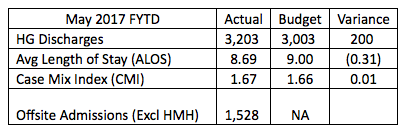 May 2017 FYTD Actual Budget Variance
HG Discharges 3,203 3,003 200
Avg Length of Stay (ALOS) 8.69 9.00 (0.31)
Case Mix Index (CMI) 1.67 1.66 0.01
Offsite Admissions (Excl HMH) 1,528 NA